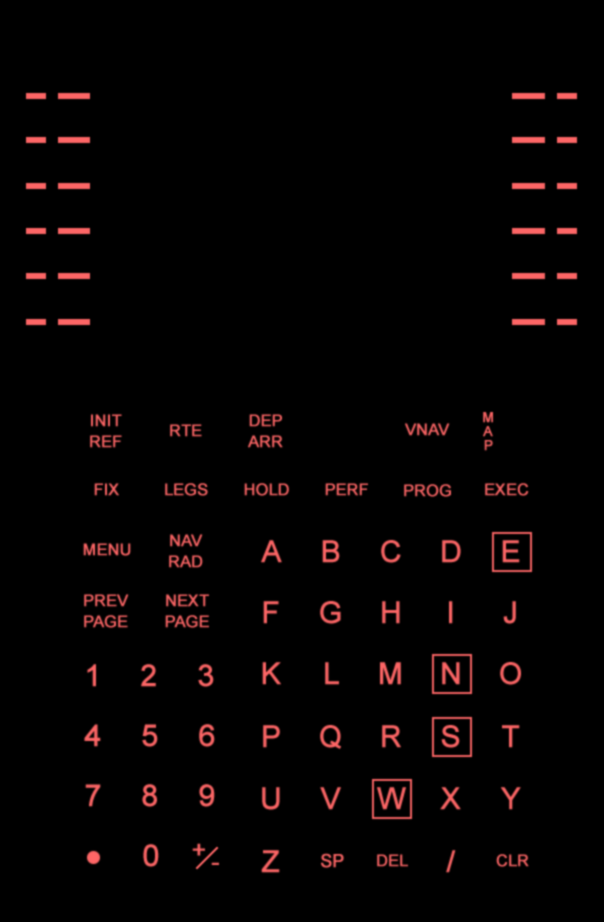 INIT REF RTE DEP ARR VNAV MAP
FIX LEGS HOLD PERF PROG EXEC
MENU NAV RAD A B C D E
PREV PAGE NEXT PAGE F G H I J
1 2 3 K L M N O
4 5 6 P Q R S T
7 8 9 U V W X Y
• 0 +/- Z SP DEL / CLR